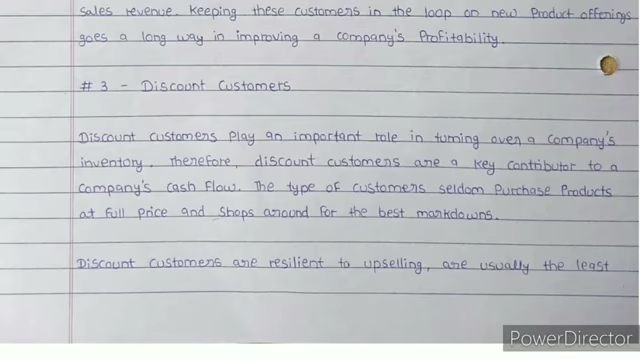 sales revenue. Keeping these customers in the loop on new Product offerings
goes a long way in improving a company's Profitability.
# 3 - Discount Customers
Discount customers Play an important role in turning over a company's
inventory. Therefore, discount customers are a key contributor to a
company's cash flow. The type of customers seldom Purchase Products
at full price and shops around for the best markdowns.
Discount customers are resilient to upselling, are usually the least
PowerDirector